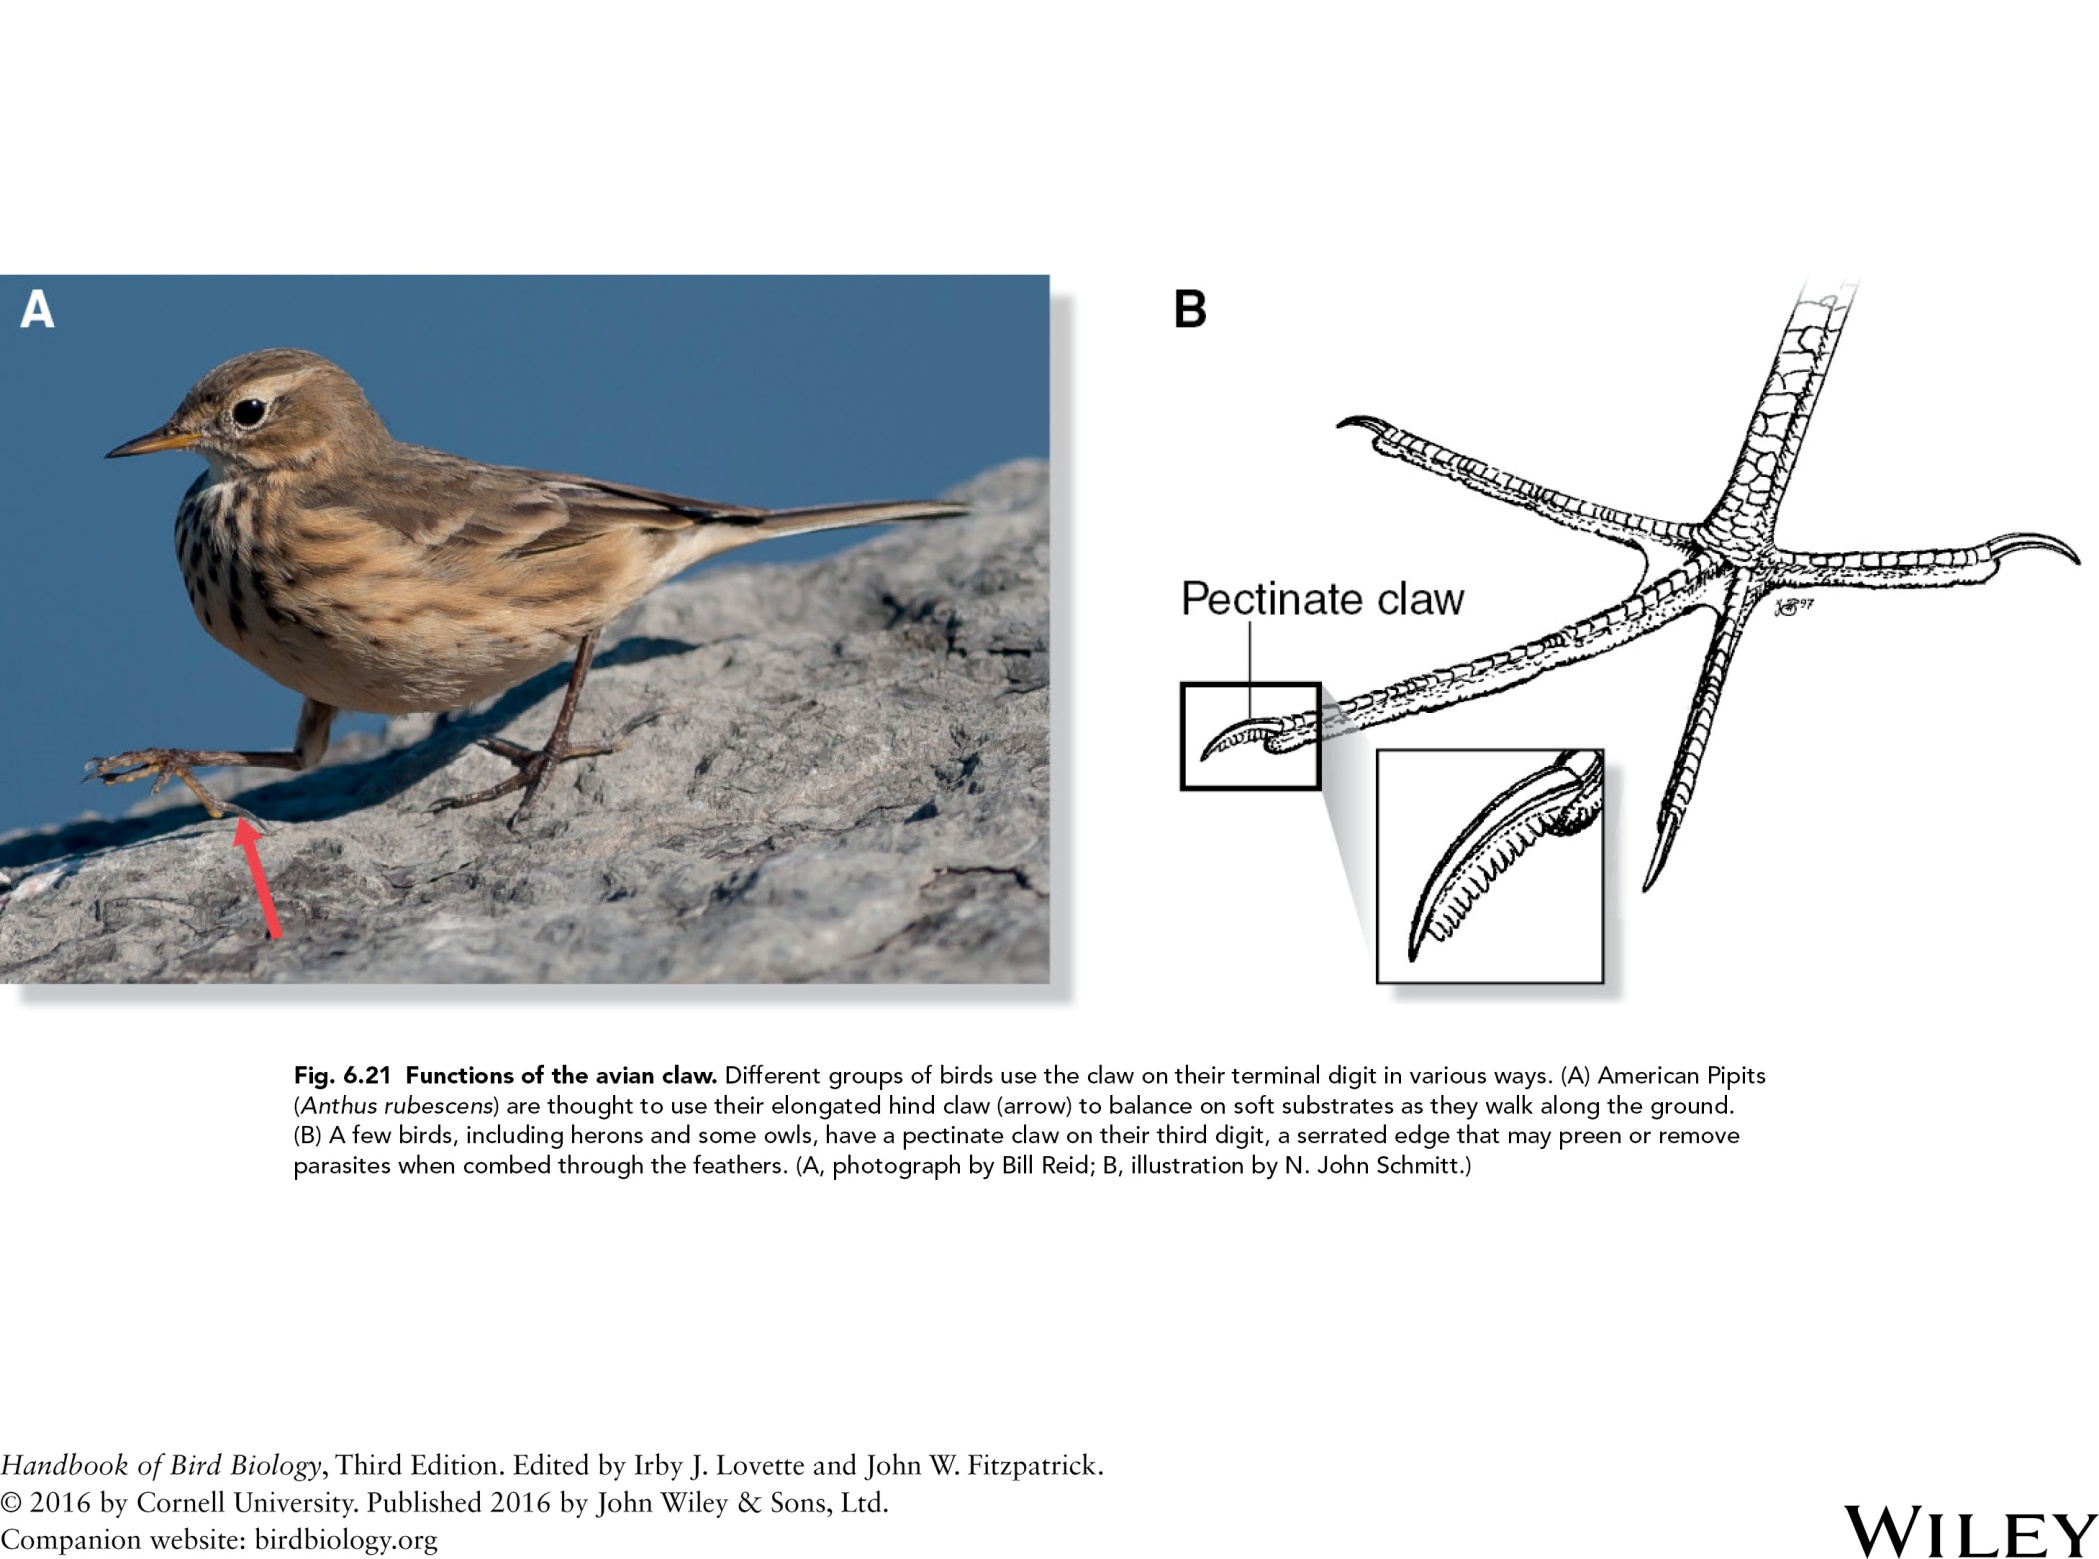 A
B
Pectinate claw
97
Fig. 6.21 Functions of the avian claw. Different groups of birds use the claw on their terminal digit in various ways. (A) American Pipits
(Anthus rubescens) are thought to use their elongated hind claw (arrow) to balance on soft substrates as they walk along the ground.
(B) A few birds, including herons and some owls, have a pectinate claw on their third digit, a serrated edge that may preen or remove
parasites when combed through the feathers. (A, photograph by Bill Reid; B, illustration by N. John Schmitt.)
Handbook of Bird Biology, Third Edition. Edited by Irby J. Lovette and John W. Fitzpatrick.
© 2016 by Cornell University. Published 2016 by John Wiley & Sons, Ltd.
Companion website: birdbiology.org
WILEY